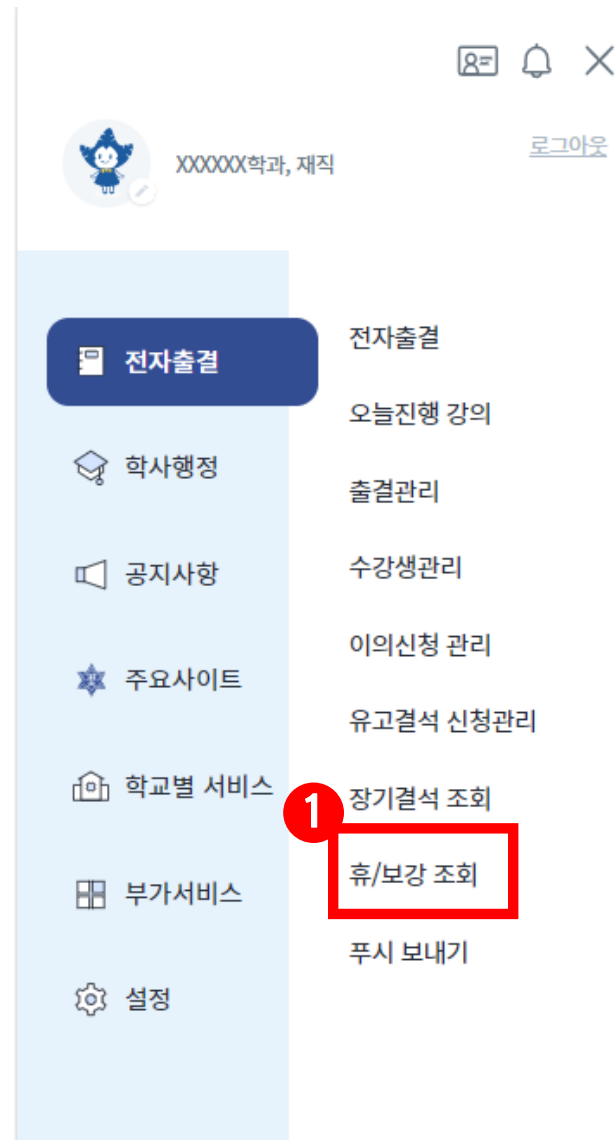 XXXXXX학과, 재직
로그아웃
전자출결
학사행정
공지사항
주요사이트
학교별 서비스
부가서비스
설정
전자출결
오늘진행 강의
출결관리
수강생관리
이의신청 관리
유고결석 신청관리
장기결석 조회
1
휴/보강 조회
푸시 보내기